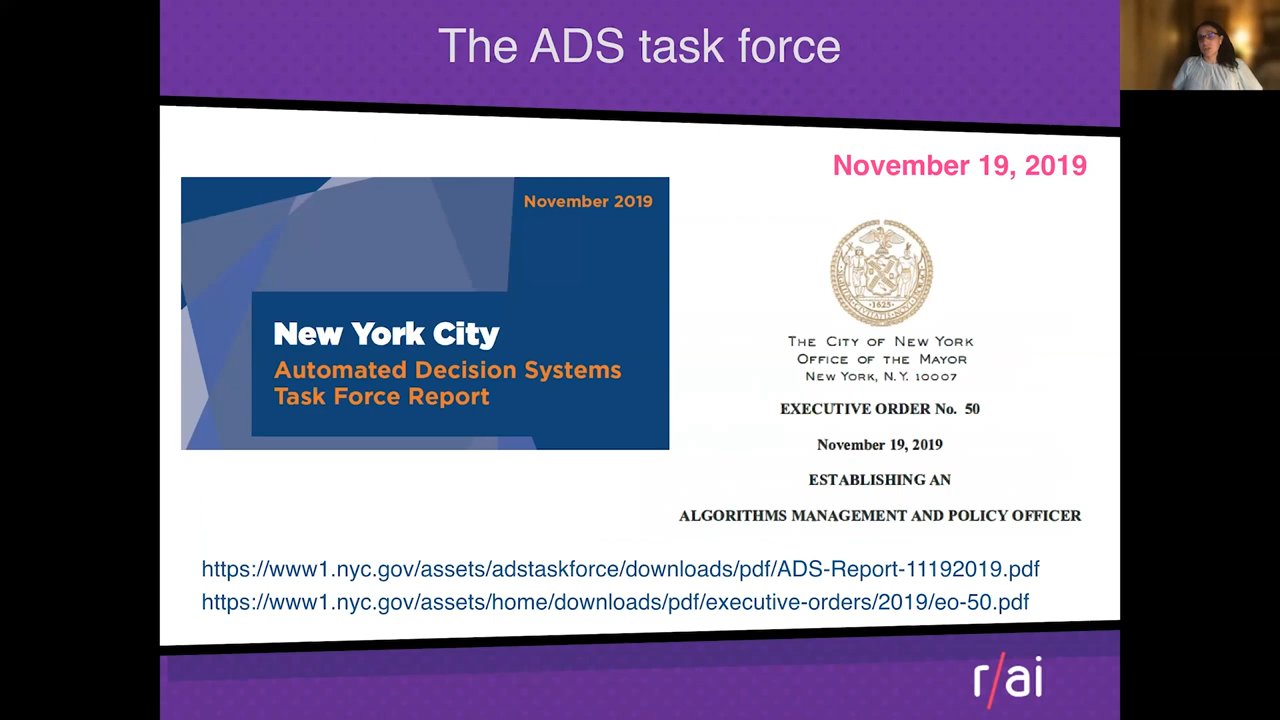 The ADS task force
November 19, 2019
November 2019
New York City
Automated Decision Systems
Task Force Report
1625
THE CITY OF NEW YORK
OFFICE OF THE MAYOR
NEW YORK, N.Y. 10007
EXECUTIVE ORDER No. 50
November 19, 2019
ESTABLISHING AN
ALGORITHMS MANAGEMENT AND POLICY OFFICER
https://www1.nyc.gov/assets/adstaskforce/downloads/pdf/ADS-Report-11192019.pdf
https://www1.nyc.gov/assets/home/downloads/pdf/executive-orders/2019/eo-50.pdf
r/ai